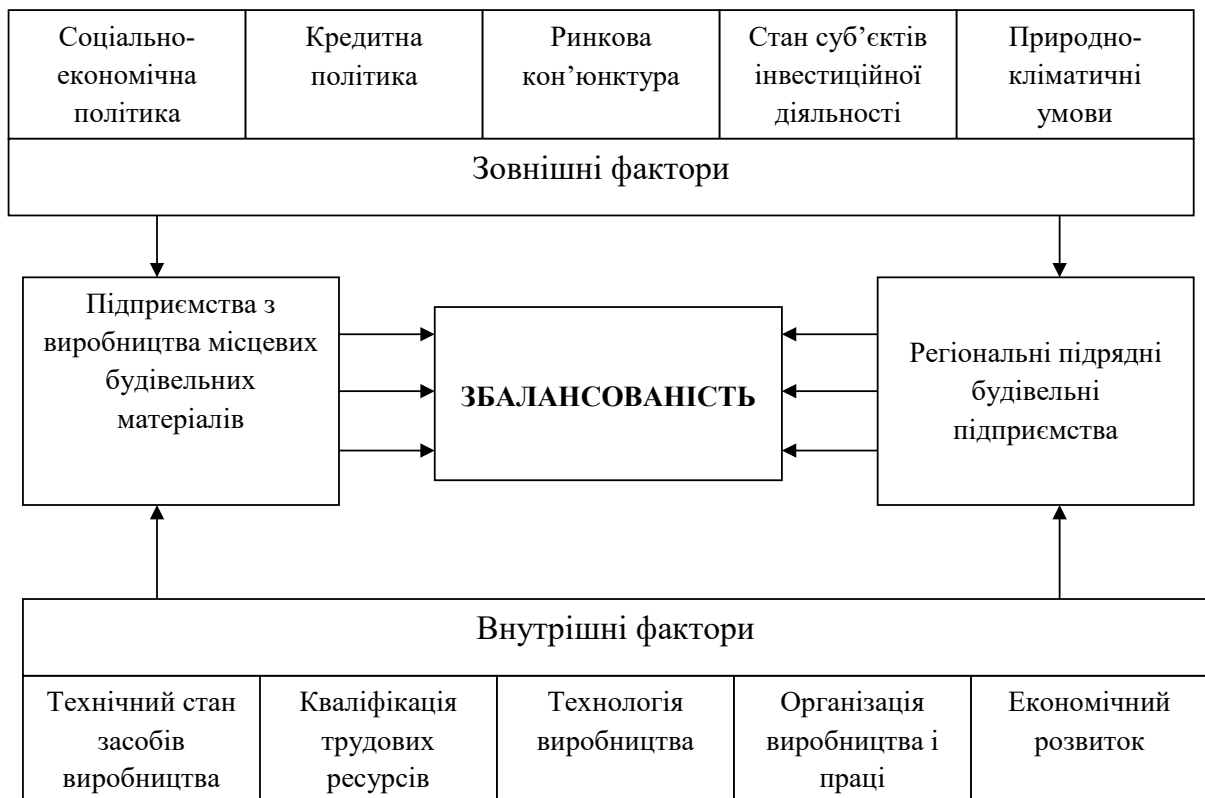 Соціально-
економічна
політика
Кредитна
політика
Ринкова
кон’юнктура
Стан суб’єктів
інвестиційної
діяльності
Природно-
кліматичні
умови
Зовнішні фактори
Підприємства з
виробництва місцевих
будівельних
матеріалів
ЗБАЛАНСОВАНІСТЬ
Регіональні підрядні
будівельні
підприємства
Внутрішні фактори
Технічний стан
засобів
виробництва
Кваліфікація
трудових
ресурсів
Технологія
виробництва
Організація
виробництва і
праці
Економічний
розвиток